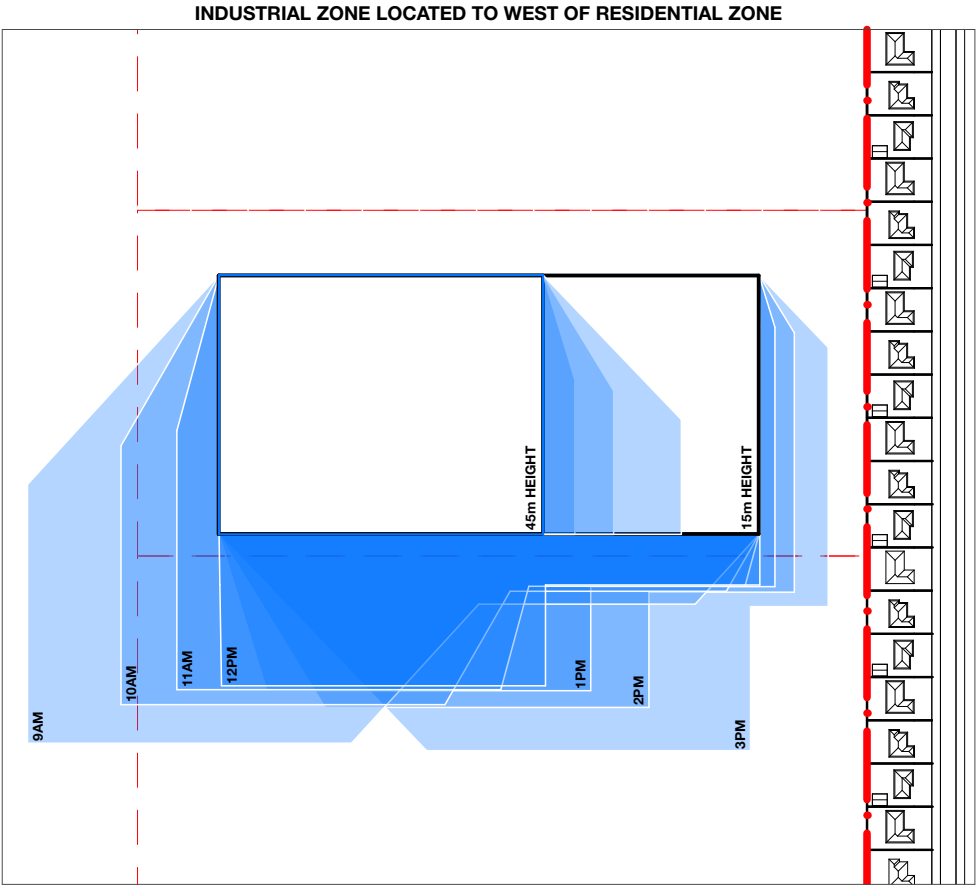 INDUSTRIAL ZONE LOCATED TO WEST OF RESIDENTIAL ZONE
45m HEIGHT
15m HEIGHT
9AM
10AM
11AM
12PM
1PM
2PM
3PM